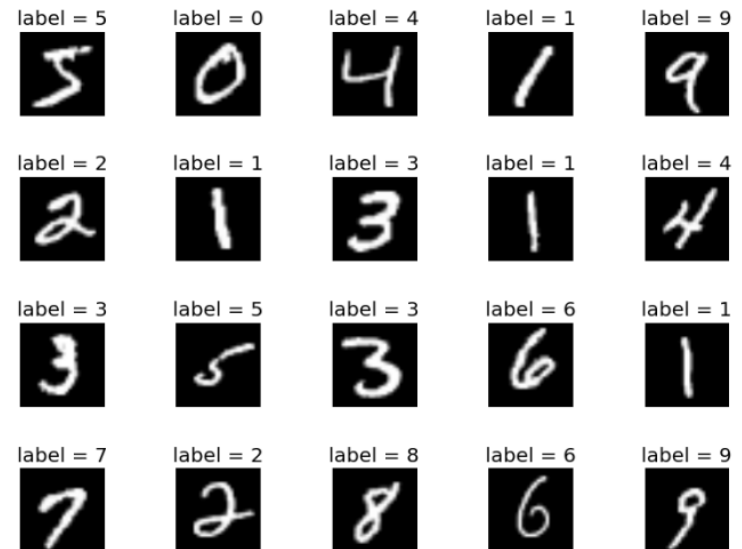 label = 5 label = 0 label = 4 label = 1 label = 9
5 0 4 1 9
label = 2 label = 1 label = 3 label = 1 label = 4
2 1 3 1 4
label = 3 label = 5 label = 3 label = 6 label = 1
3 5 3 6 1
label = 7 label = 2 label = 8 label = 6 label = 9
7 2 8 6 9